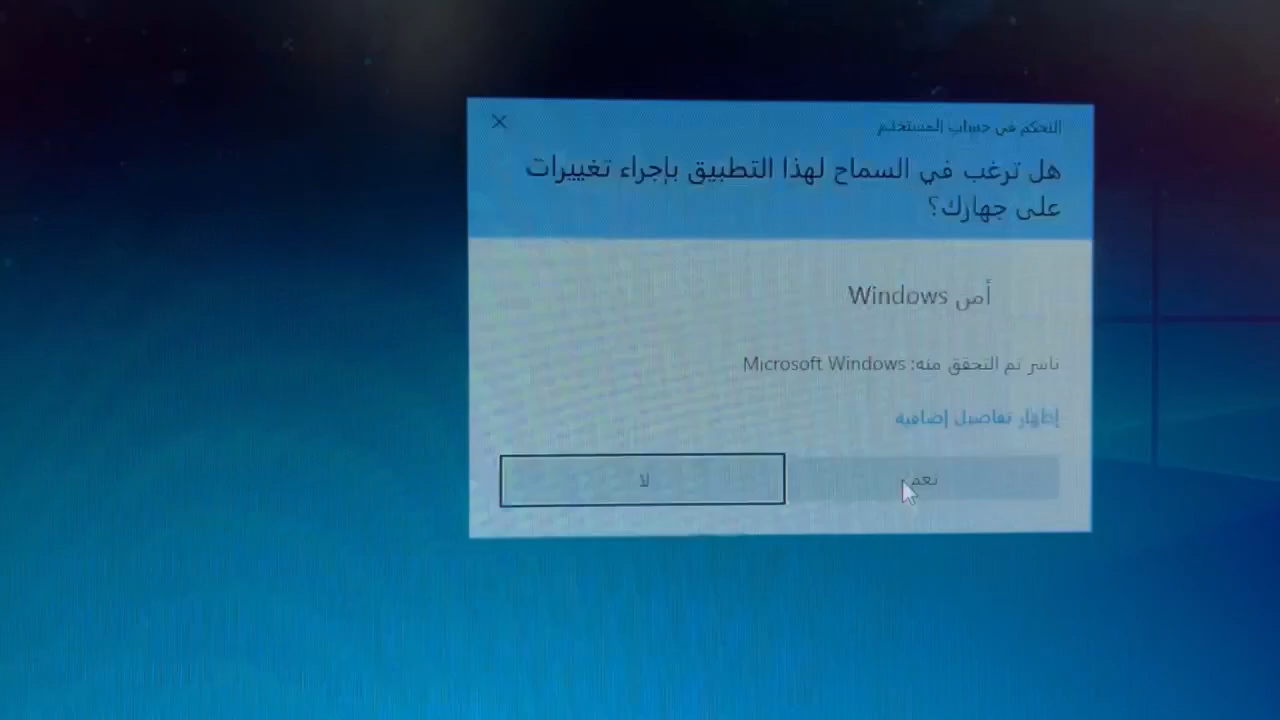 التحكم في حساب المستخدم
هل ترغب في السماح لهذا التطبيق بإجراء تغييرات
على جهازك؟
أمن Windows
ناشر تم التحقق منه: Microsoft Windows
إظهار تفاصيل إضافية
نعم
لا